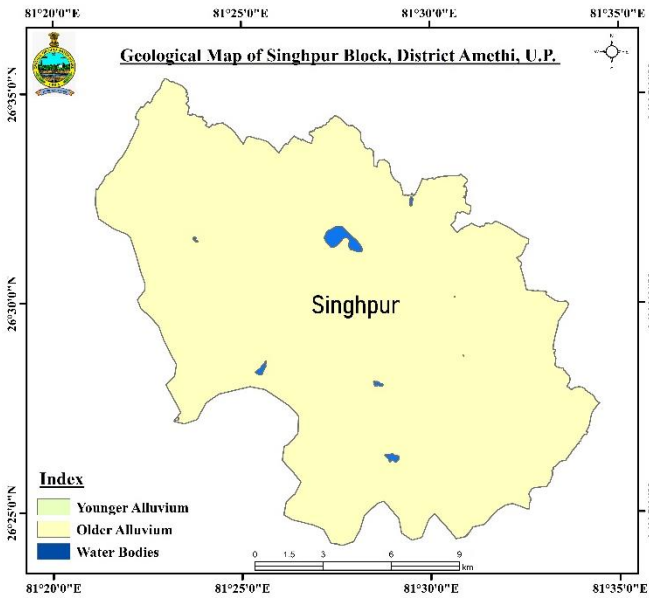 81°20'0"E 81°25'0"E 81°30'0"E 81°35'0"E
Geological Map of Singhpur Block, District Amethi, U.P.
N
26°35'0"N
26°30'0"N
Singhpur
26°25'0"N
Index
Younger Alluvium
Older Alluvium
Water Bodies
0 1.5 3 6 9
km
81°20'0"E 81°25'0"E 81°30'0"E 81°35'0"E